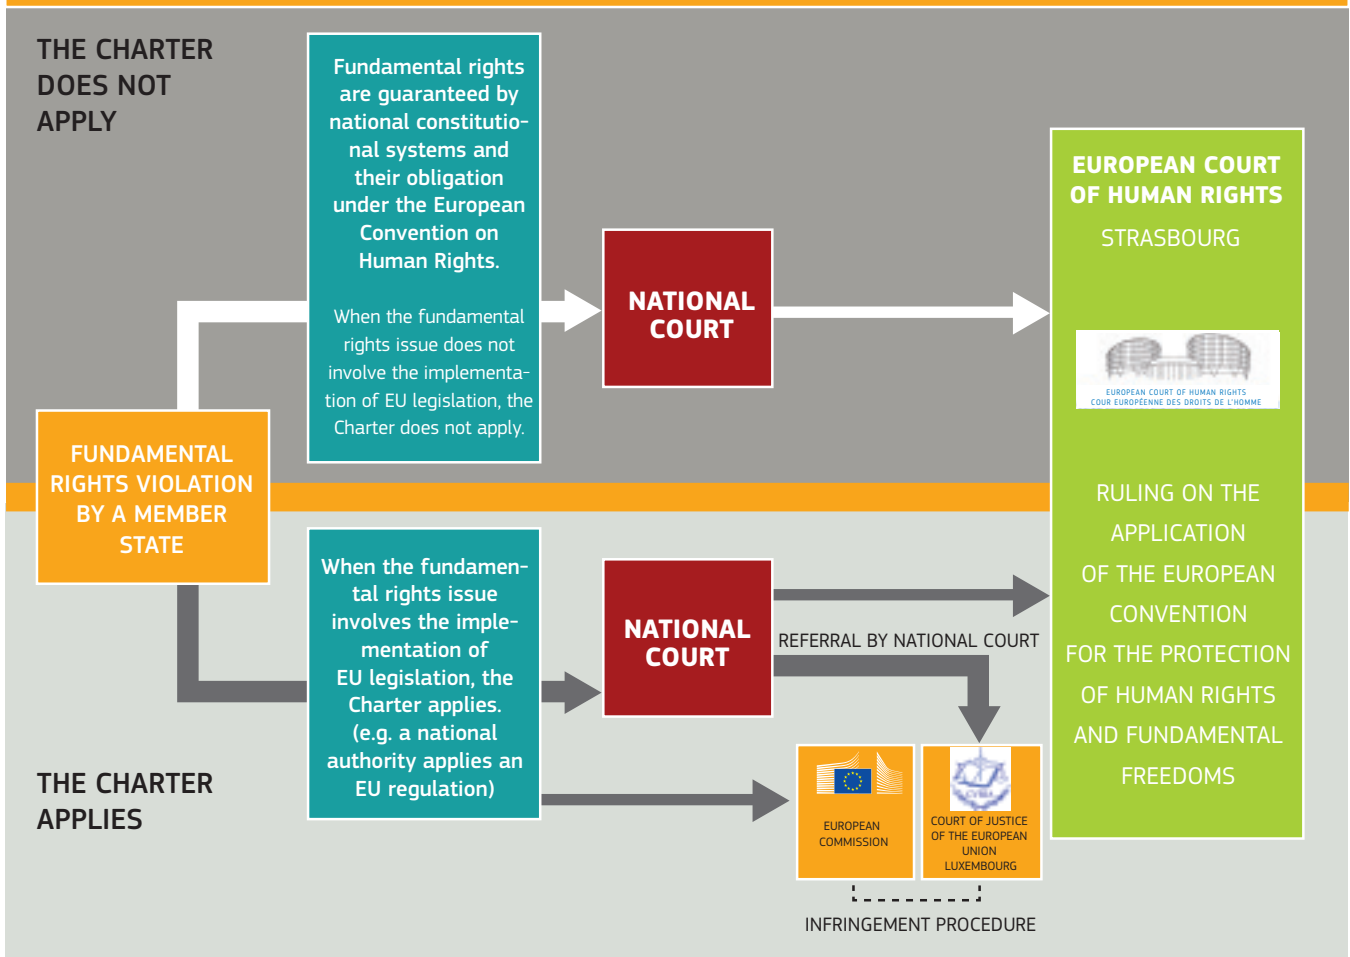 THE CHARTER
DOES NOT
APPLY
Fundamental rights
are guaranteed by
national constitutio-
nal systems and
their obligation
under the European
Convention on
Human Rights.
When the fundamental
rights issue does not
involve the implementa-
tion of EU legislation, the
Charter does not apply.
NATIONAL
COURT
EUROPEAN COURT
OF HUMAN RIGHTS
STRASBOURG
EUROPEAN COURT OF HUMAN RIGHTS
COUR EUROPÉENNE DES DROITS DE L'HOMME
RULING ON THE
APPLICATION
OF THE EUROPEAN
CONVENTION
FOR THE PROTECTION
OF HUMAN RIGHTS
AND FUNDAMENTAL
FREEDOMS
FUNDAMENTAL
RIGHTS VIOLATION
BY A MEMBER
STATE
When the fundamen-
tal rights issue
involves the imple-
mentation of
EU legislation, the
Charter applies.
(e.g. a national
authority applies an
EU regulation)
NATIONAL
COURT
REFERRAL BY NATIONAL COURT
THE CHARTER
APPLIES
EUROPEAN
COMMISSION
CVRIA
COURT OF JUSTICE
OF THE EUROPEAN
UNION
LUXEMBOURG
INFRINGEMENT PROCEDURE